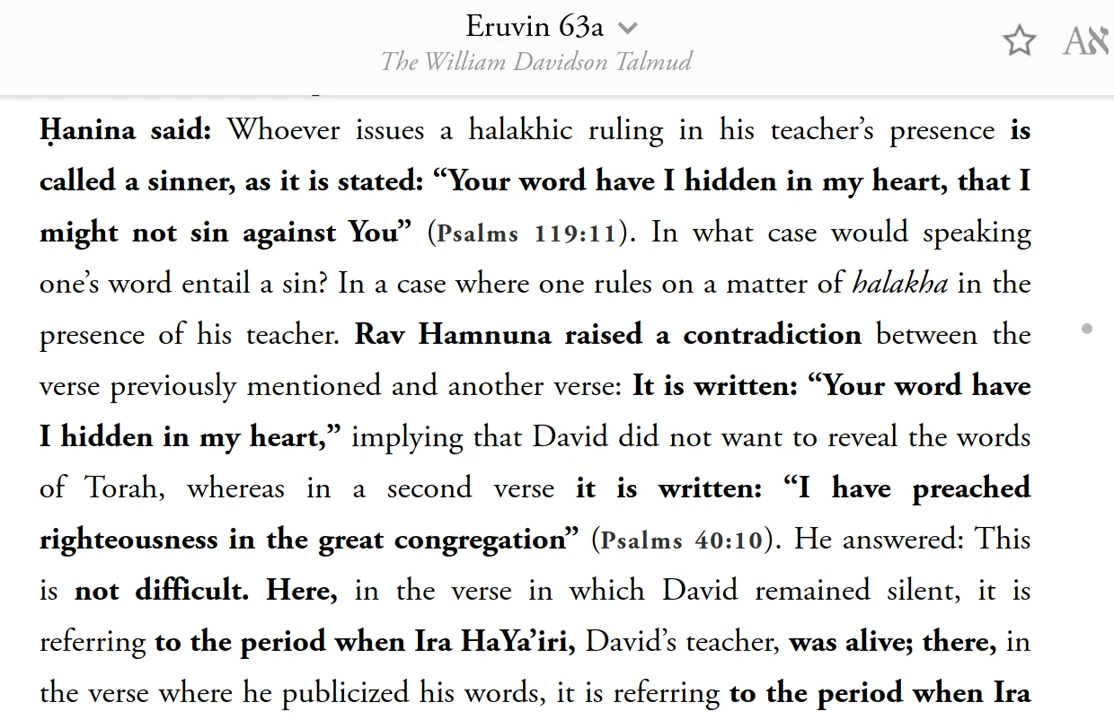 Eruvin 63a
The William Davidson Talmud
Aא
Ḥanina said: Whoever issues a halakhic ruling in his teacher’s presence is
called a sinner, as it is stated: “Your word have I hidden in my heart, that I
might not sin against You” (Psalms 119:11). In what case would speaking
one’s word entail a sin? In a case where one rules on a matter of halakha in the
presence of his teacher. Rav Hamnuna raised a contradiction between the
verse previously mentioned and another verse: It is written: “Your word have
I hidden in my heart,” implying that David did not want to reveal the words
of Torah, whereas in a second verse it is written: “I have preached
righteousness in the great congregation” (Psalms 40:10). He answered: This
is not difficult. Here, in the verse in which David remained silent, it is
referring to the period when Ira HaYa’iri, David’s teacher, was alive; there, in
the verse where he publicized his words, it is referring to the period when Ira